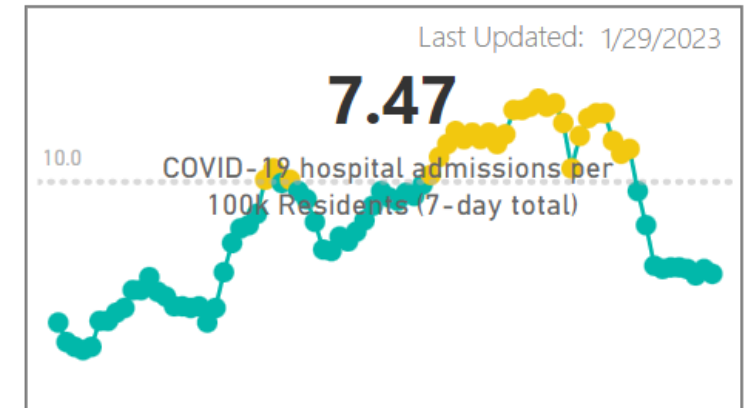 Last Updated: 1/29/2023
7.47
10.0
COVID-19 hospital admissions per
100k Residents (7-day total)